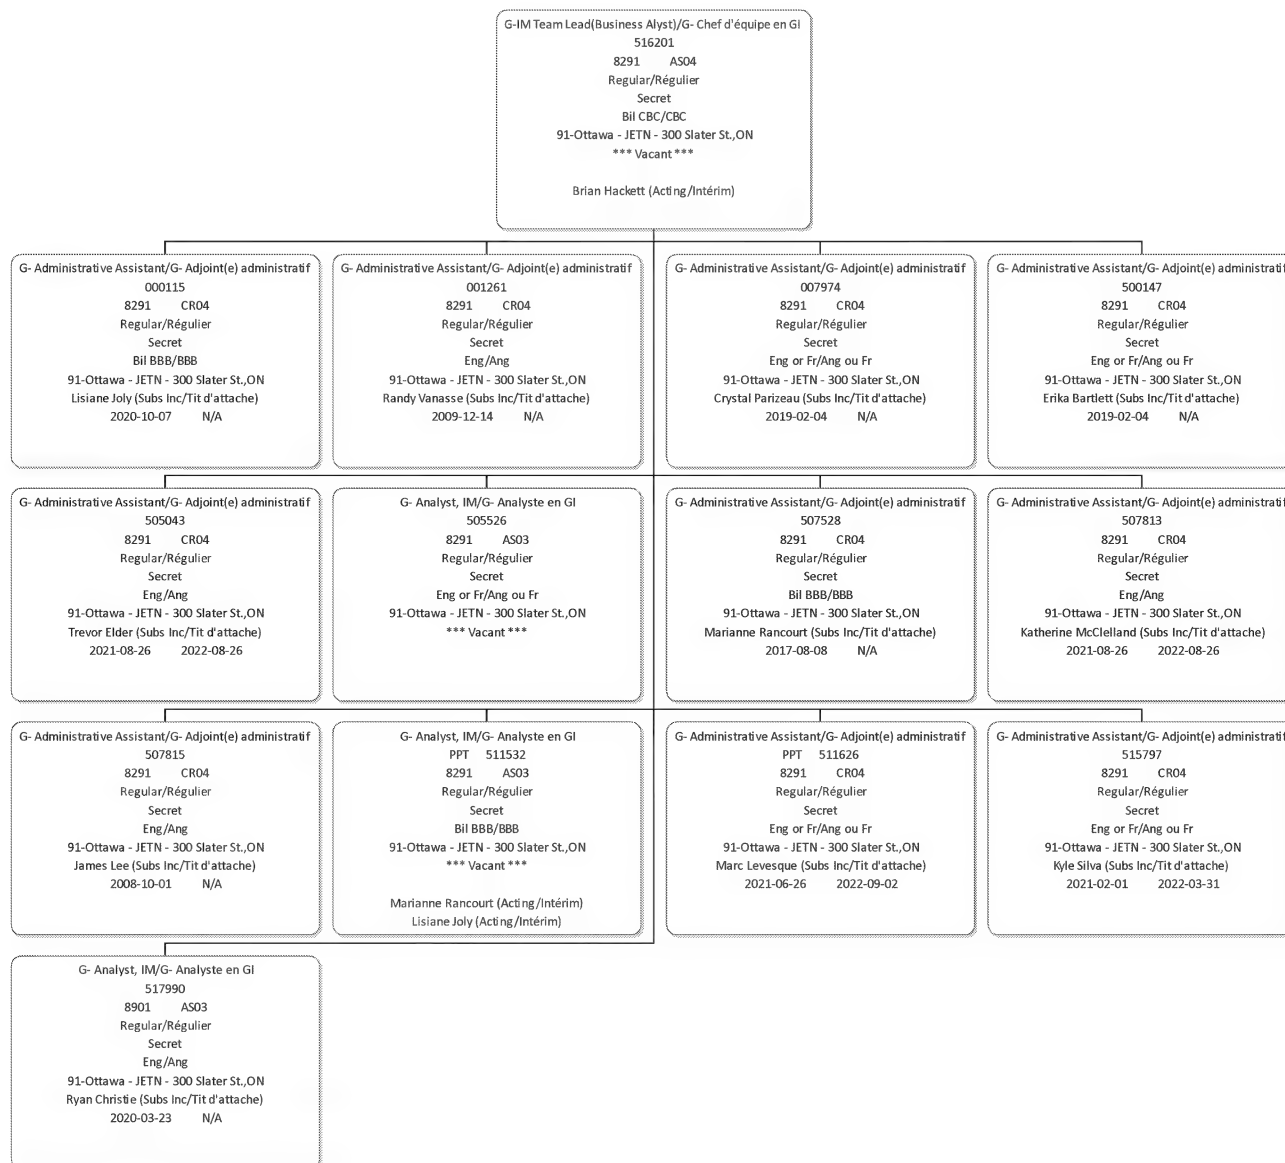 G-IM Team Lead(Business Alyst)/G- Chef d'équipe en GI
516201
8291 AS04
Regular/Régulier
Secret
Bil CBC/CBC
91-Ottawa - JETN - 300 Slater St.,ON
*** Vacant ***
Brian Hackett (Acting/Intérim)
G- Administrative Assistant/G- Adjoint(e) administratif
000115
8291 CR04
Regular/Régulier
Secret
Bil BBB/BBB
91-Ottawa - JETN - 300 Slater St.,ON
Lisiane Joly (Subs Inc/Tit d'attache)
2020-10-07 N/A
G- Administrative Assistant/G- Adjoint(e) administratif
001261
8291 CR04
Regular/Régulier
Secret
Eng/Ang
91-Ottawa - JETN - 300 Slater St.,ON
Randy Vanasse (Subs Inc/Tit d'attache)
2009-12-14 N/A
G- Administrative Assistant/G- Adjoint(e) administratif
007974
8291 CR04
Regular/Régulier
Secret
Eng or Fr/Ang ou Fr
91-Ottawa - JETN - 300 Slater St.,ON
Crystal Parizeau (Subs Inc/Tit d'attache)
2019-02-04 N/A
G- Administrative Assistant/G- Adjoint(e) administratif
500147
8291 CR04
Regular/Régulier
Secret
Eng or Fr/Ang ou Fr
91-Ottawa - JETN - 300 Slater St.,ON
Erika Bartlett (Subs Inc/Tit d'attache)
2019-02-04 N/A
G- Administrative Assistant/G- Adjoint(e) administratif
505043
8291 CR04
Regular/Régulier
Secret
Eng/Ang
91-Ottawa - JETN - 300 Slater St.,ON
Trevor Elder (Subs Inc/Tit d'attache)
2021-08-26 2022-08-26
G- Analyst, IM/G- Analyste en GI
505526
8291 AS03
Regular/Régulier
Secret
Eng or Fr/Ang ou Fr
91-Ottawa - JETN - 300 Slater St.,ON
*** Vacant ***
G- Administrative Assistant/G- Adjoint(e) administratif
507528
8291 CR04
Regular/Régulier
Secret
Bil BBB/BBB
91-Ottawa - JETN - 300 Slater St.,ON
Marianne Rancourt (Subs Inc/Tit d'attache)
2017-08-08 N/A
G- Administrative Assistant/G- Adjoint(e) administratif
507813
8291 CR04
Regular/Régulier
Secret
Eng/Ang
91-Ottawa - JETN - 300 Slater St.,ON
Katherine McClelland (Subs Inc/Tit d'attache)
2021-08-26 2022-08-26
G- Administrative Assistant/G- Adjoint(e) administratif
507815
8291 CR04
Regular/Régulier
Secret
Eng/Ang
91-Ottawa - JETN - 300 Slater St.,ON
James Lee (Subs Inc/Tit d'attache)
2008-10-01 N/A
G- Analyst, IM/G- Analyste en GI
PPT 511532
8291 AS03
Regular/Régulier
Secret
Bil BBB/BBB
91-Ottawa - JETN - 300 Slater St.,ON
*** Vacant ***
Marianne Rancourt (Acting/Intérim)
Lisiane Joly (Acting/Intérim)
G- Administrative Assistant/G- Adjoint(e) administratif
PPT 511626
8291 CR04
Regular/Régulier
Secret
Eng or Fr/Ang ou Fr
91-Ottawa - JETN - 300 Slater St.,ON
Marc Levesque (Subs Inc/Tit d'attache)
2021-06-26 2022-09-02
G- Administrative Assistant/G- Adjoint(e) administratif
515797
8291 CR04
Regular/Régulier
Secret
Eng or Fr/Ang ou Fr
91-Ottawa - JETN - 300 Slater St.,ON
Kyle Silva (Subs Inc/Tit d'attache)
2021-02-01 2022-03-31
G- Analyst, IM/G- Analyste en GI
517990
8901 AS03
Regular/Régulier
Secret
Eng/Ang
91-Ottawa - JETN - 300 Slater St.,ON
Ryan Christie (Subs Inc/Tit d'attache)
2020-03-23 N/A